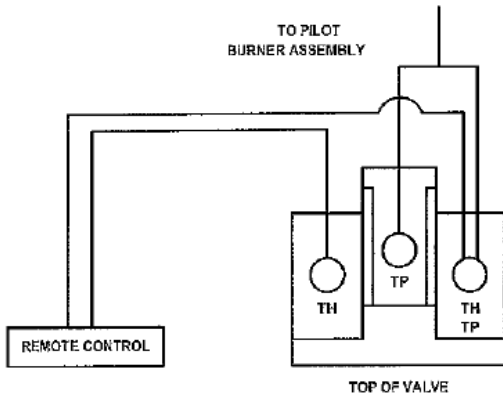 TO PILOT
BURNER ASSEMBLY
TP
TH
TH
TP
REMOTE CONTROL
TOP OF VALVE